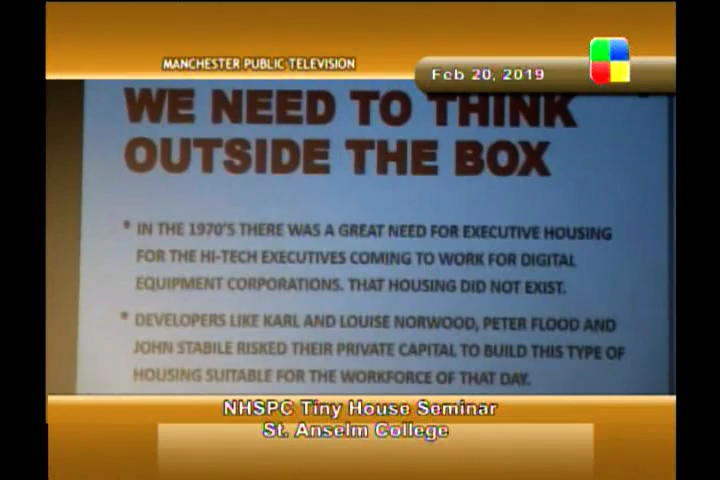 MANCHESTER PUBLIC TELEVISION
Feb 20, 2019
WE NEED TO THINK
OUTSIDE THE BOX
* IN THE 1970'S THERE WAS A GREAT NEED FOR EXECUTIVE HOUSING
FOR THE HI-TECH EXECUTIVES COMING TO WORK FOR DIGITAL
EQUIPMENT CORPORATIONS. THAT HOUSING DID NOT EXIST.
* DEVELOPERS LIKE KARL AND LOUISE NORWOOD, PETER FLOOD AND
JOHN STABILE RISKED THEIR PRIVATE CAPITAL TO BUILD THIS TYPE OF
HOUSING SUITABLE FOR THE WORKFORCE OF THAT DAY.
NHSPC Tiny House Seminar
St. Anselm College